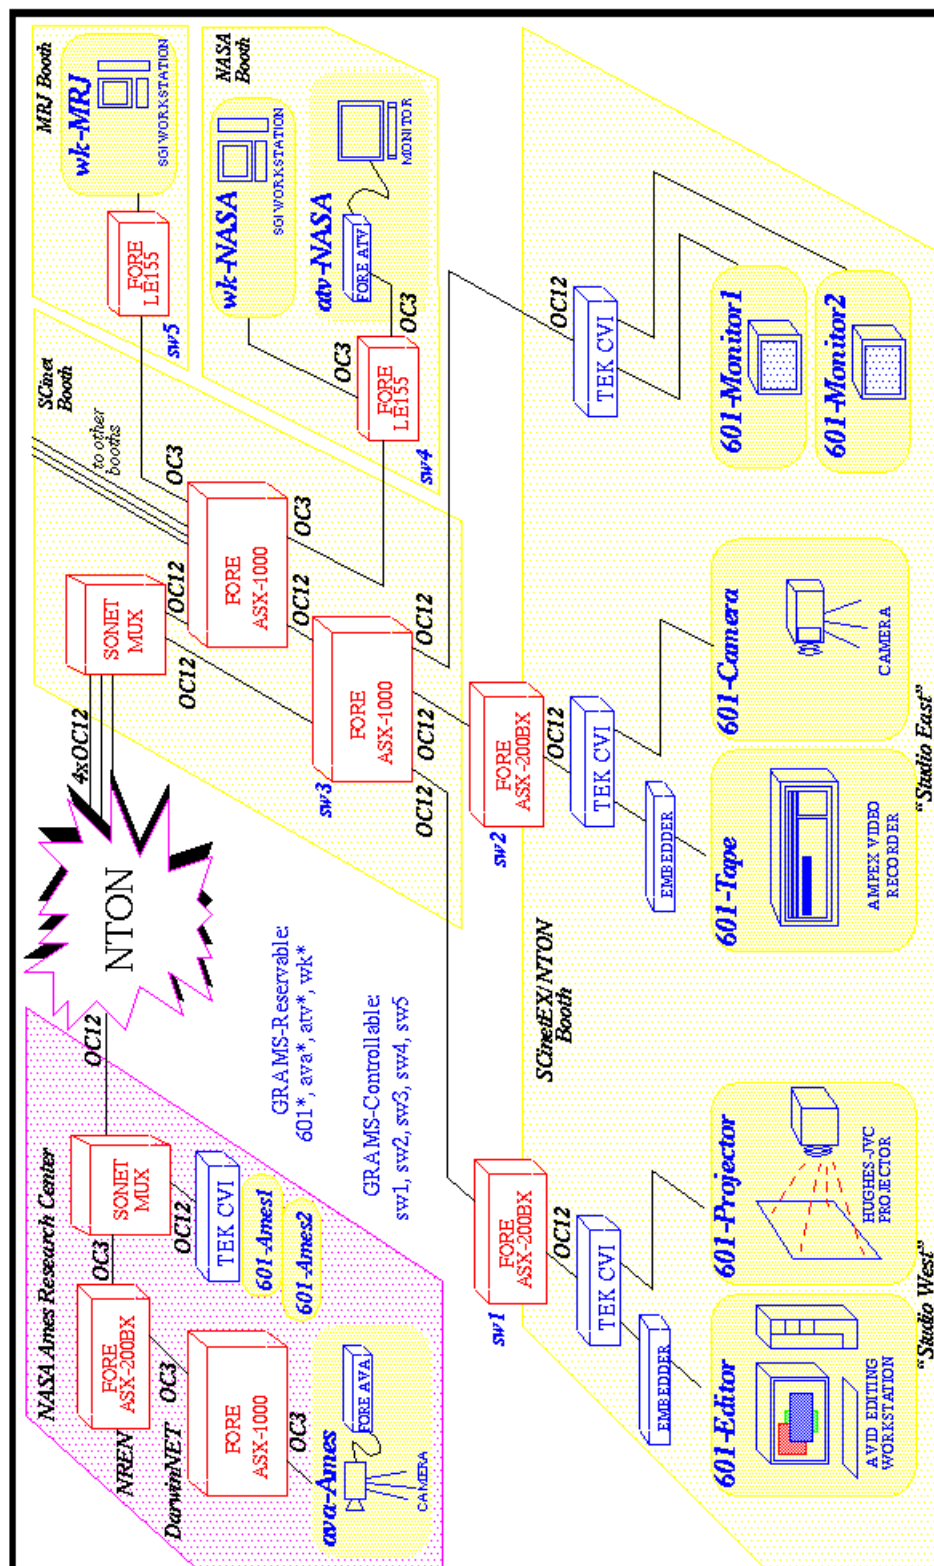 NASA Ames Research Center
NREN
FORE
ASX-200BX
OC3
SONET
MUX
OC12
NTON
4xOC12
SONET
MUX
OC12
OC12
SCinet
Booth
to other
booths
MRJ Booth
wk-MRJ
SGI WORKSTATION
FORE
LE155
sw5
OC3
NASA
Booth
wk-NASA
SGI WORKSTATION
atv-NASA
FORE ATV
MONITOR
OC3
OC3
FORE
LE155
sw4
DarwinNET
OC3
FORE
ASX-1000
OC3
OC12
TEK CVI
601-Ames1
601-Ames2
ava-Ames
FORE AVA
CAMERA
GRAMS-Reservable:
601*, ava*, atv*, wk*
GRAMS-Controllable:
sw1, sw2, sw3, sw4, sw5
FORE
ASX-1000
OC3
OC12
sw3
FORE
ASX-1000
OC12
OC12
OC12
SCinetEX/NTON
Booth
sw1
FORE
ASX-200BX
OC12
TEK CVI
EMBEDDER
601-Editor
AVID EDITING
WORKSTATION
601-Projector
HUGHES-JVC
PROJECTOR
"Studio West"
sw2
FORE
ASX-200BX
OC12
TEK CVI
EMBEDDER
601-Tape
AMPEX VIDEO
RECORDER
601-Camera
CAMERA
"Studio East"
OC12
TEK CVI
601-Monitor1
601-Monitor2